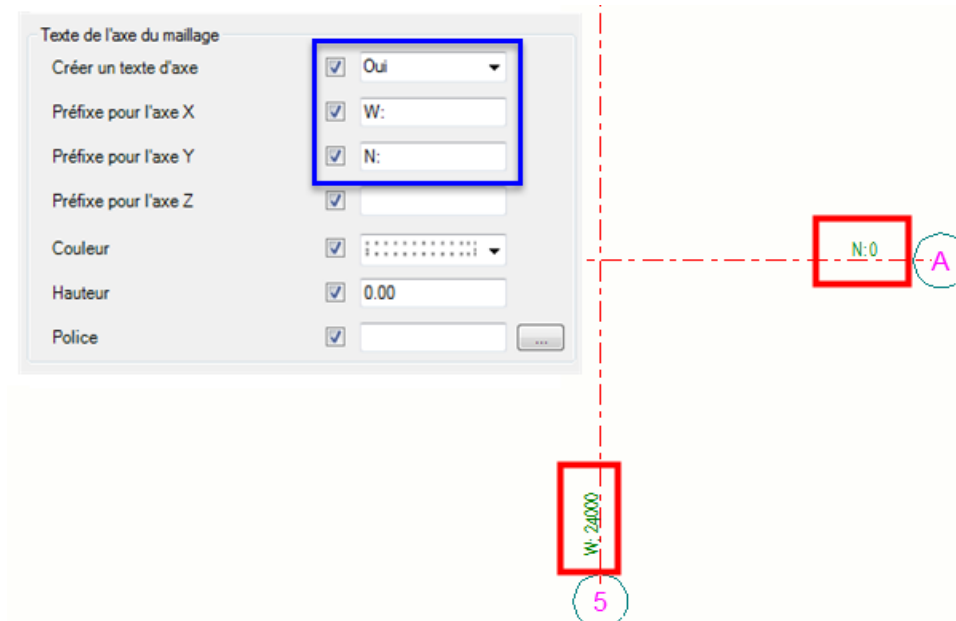 Texte de l'axe du maillage
Créer un texte d'axe Oui
Préfixe pour l'axe X W:
Préfixe pour l'axe Y N:
Préfixe pour l'axe Z
Couleur
Hauteur 0.00
Police ...
N:0
A
W: 24000
5